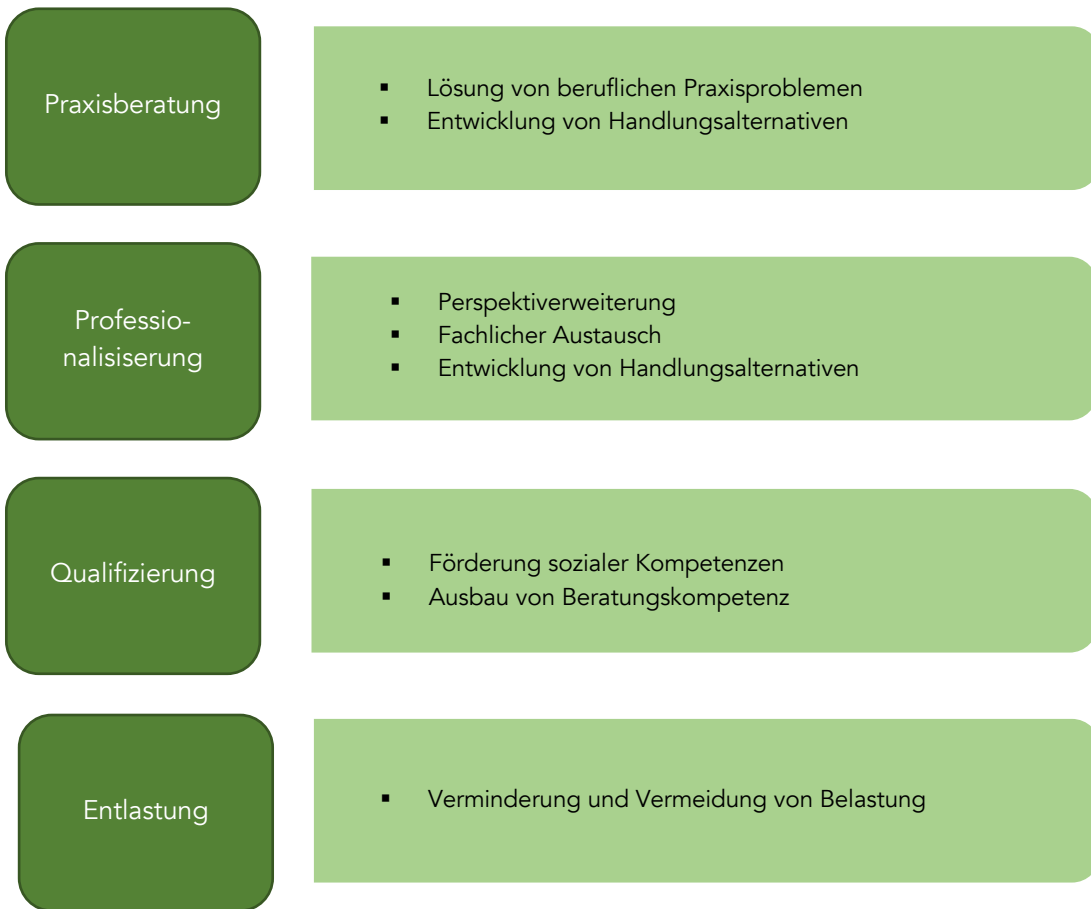 Praxisberatung
▪ Lösung von beruflichen Praxisproblemen
▪ Entwicklung von Handlungsalternativen
Professio-
nalisiserung
▪ Perspektiverweiterung
▪ Fachlicher Austausch
▪ Entwicklung von Handlungsalternativen
Qualifizierung
▪ Förderung sozialer Kompetenzen
▪ Ausbau von Beratungskompetenz
Entlastung
▪ Verminderung und Vermeidung von Belastung